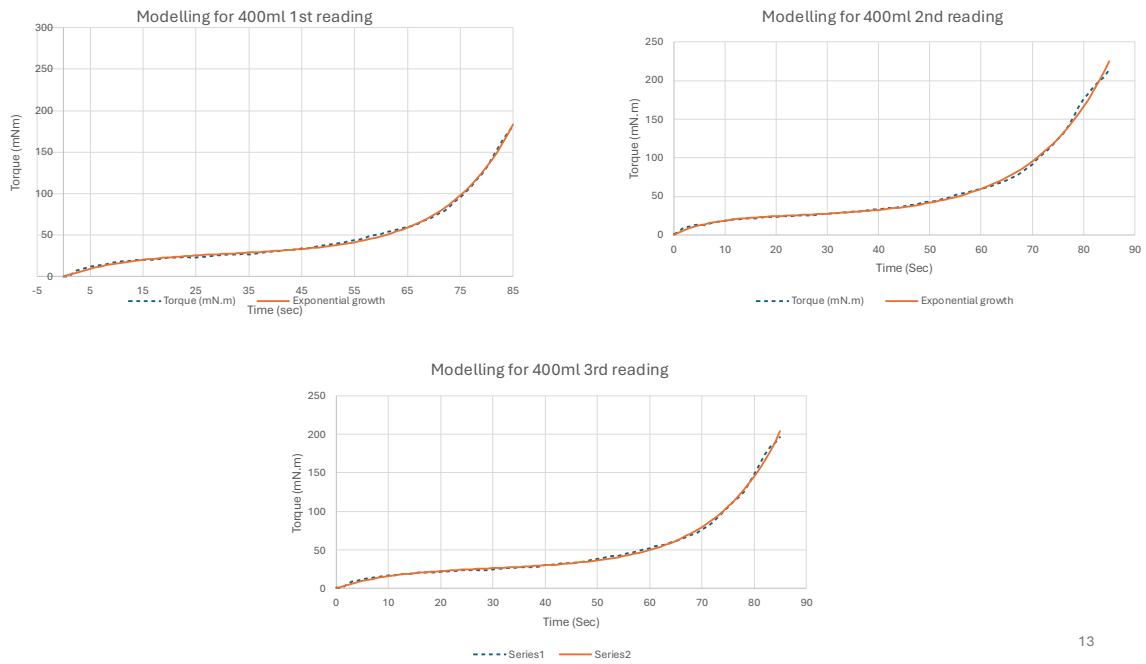 Modelling for 400ml 1st reading
300
250
200
150
100
50
0
Torque (mNm)
-5 5 15 25 35 45 55 65 75 85
Torque (mN.m) Exponential growth
Time (sec)
Modelling for 400ml 2nd reading
250
200
150
100
50
0
Torque (mN.m)
0 10 20 30 40 50 60 70 80 90
Time (Sec)
Torque (mN.m) Exponential growth
Modelling for 400ml 3rd reading
250
200
150
100
50
0
Torque (mN.m)
0 10 20 30 40 50 60 70 80 90
Time (Sec)
Series1 Series2
13